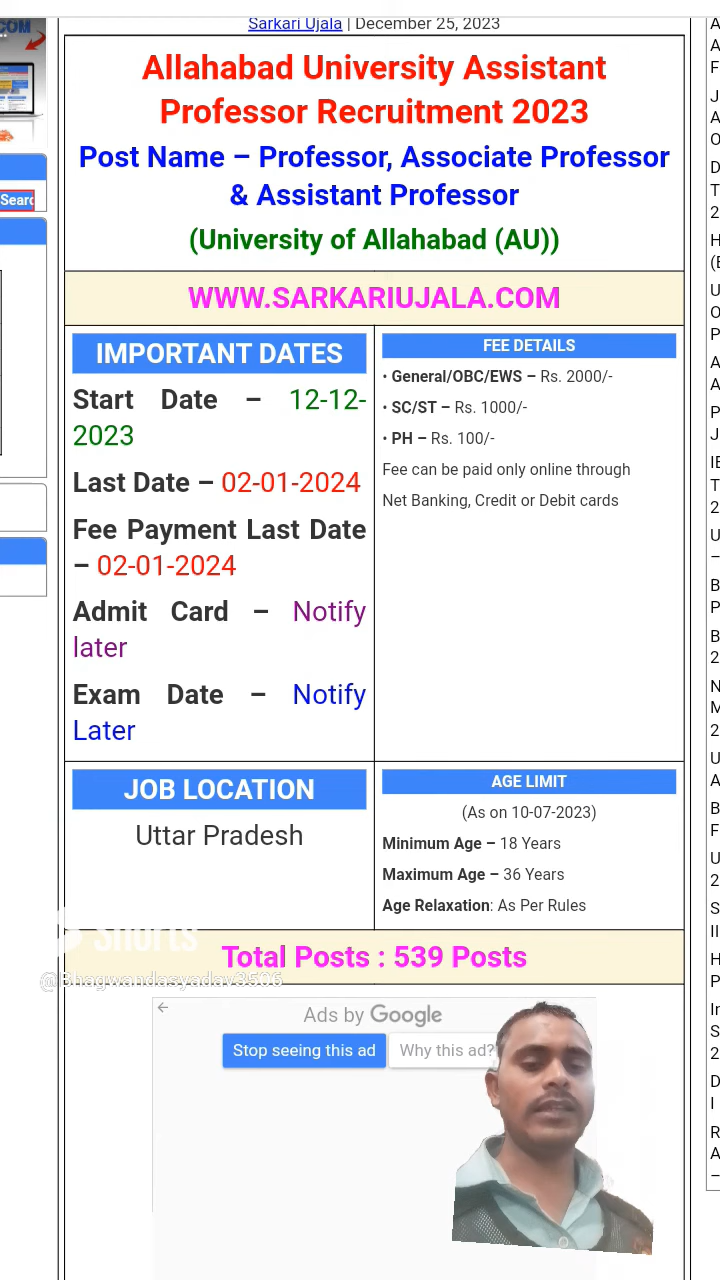 Sarkari Ujala | December 25, 2023
Allahabad University Assistant
Professor Recruitment 2023
Post Name – Professor, Associate Professor
& Assistant Professor
(University of Allahabad (AU))
WWW.SARKARIUJALA.COM
IMPORTANT DATES
Start Date – 12-12-
2023
Last Date – 02-01-2024
Fee Payment Last Date
– 02-01-2024
Admit Card – Notify
later
Exam Date – Notify
Later
FEE DETAILS
• General/OBC/EWS – Rs. 2000/-
• SC/ST – Rs. 1000/-
• PH – Rs. 100/-
Fee can be paid only online through
Net Banking, Credit or Debit cards
JOB LOCATION
Uttar Pradesh
AGE LIMIT
(As on 10-07-2023)
Minimum Age – 18 Years
Maximum Age – 36 Years
Age Relaxation: As Per Rules
Total Posts : 539 Posts
Shorts
@Bhagwandasyadav3596
Ads by Google
Stop seeing this ad
Why this ad?